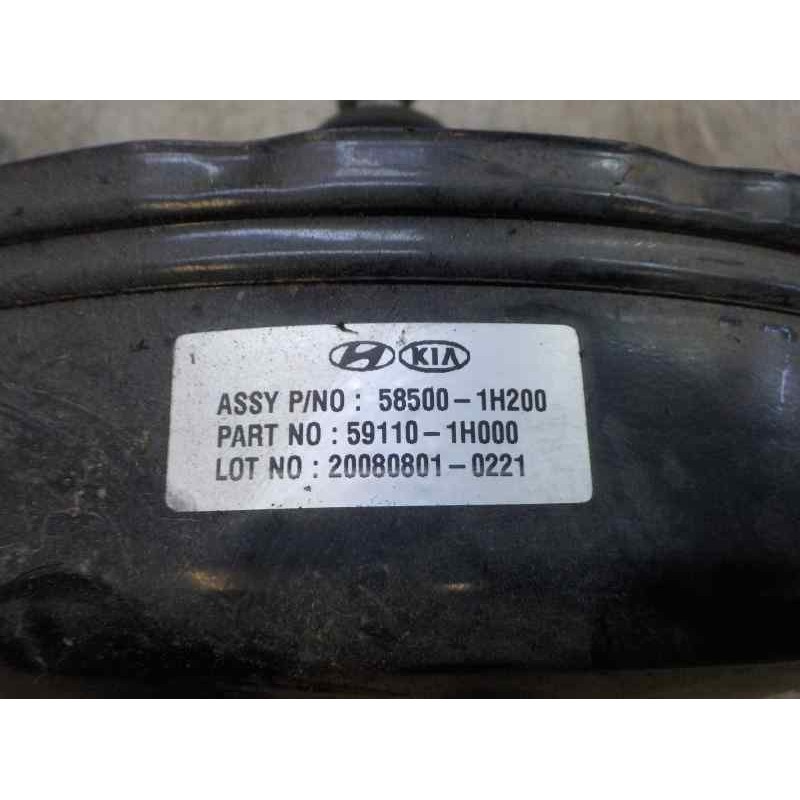 KIA
ASSY P/NO : 58500-1H200
PART NO : 59110-1H000
LOT NO : 20080801-0221